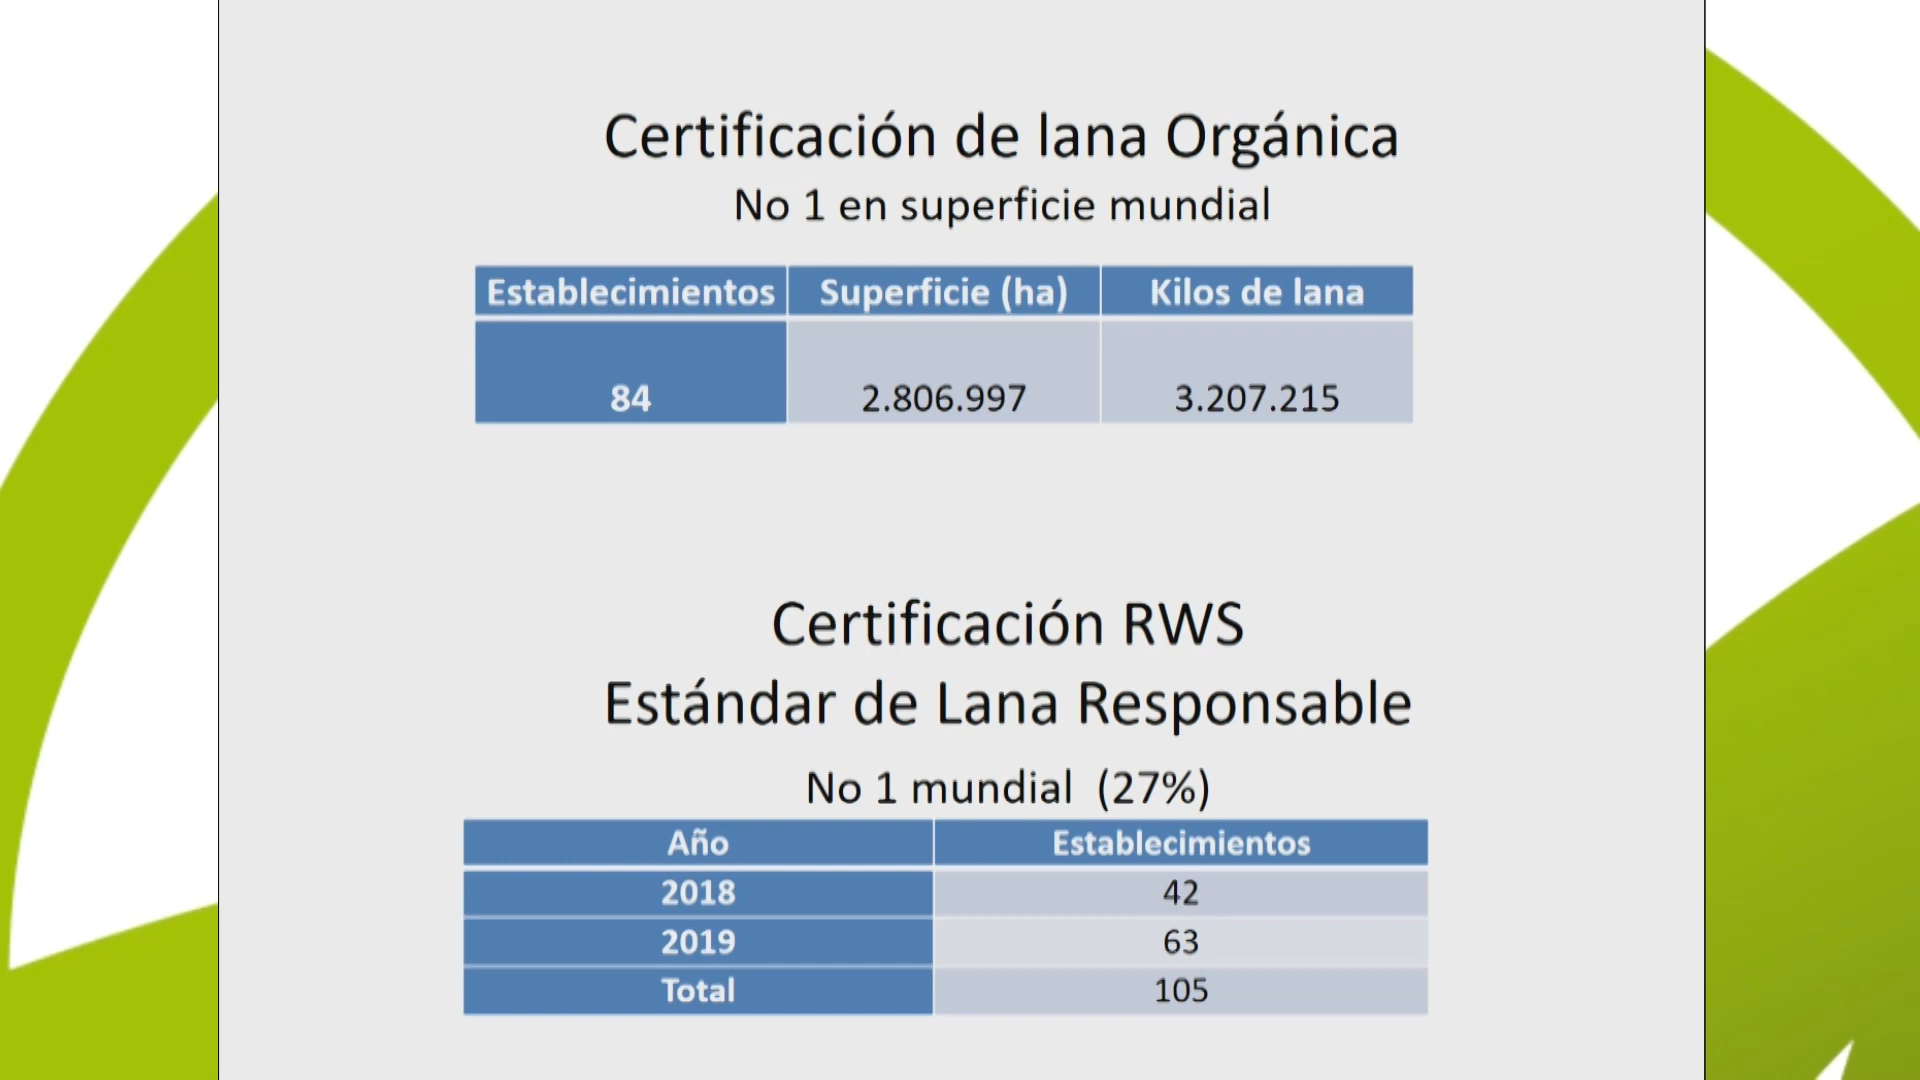 Certificación de lana Orgánica
No 1 en superficie mundial
Establecimientos Superficie (ha) Kilos de lana
84 2.806.997 3.207.215
Certificación RWS
Estándar de Lana Responsable
No 1 mundial (27%)
Año Establecimientos
2018 42
2019 63
Total 105